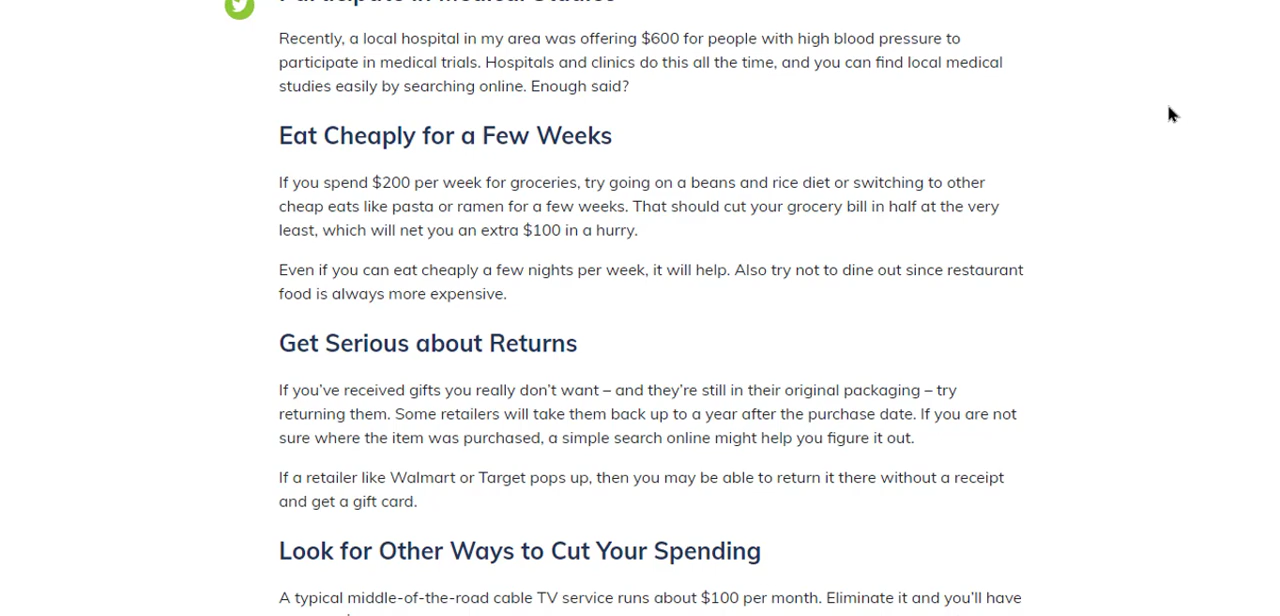 Participate in Medical Studies
Recently, a local hospital in my area was offering $600 for people with high blood pressure to
participate in medical trials. Hospitals and clinics do this all the time, and you can find local medical
studies easily by searching online. Enough said?
Eat Cheaply for a Few Weeks
If you spend $200 per week for groceries, try going on a beans and rice diet or switching to other
cheap eats like pasta or ramen for a few weeks. That should cut your grocery bill in half at the very
least, which will net you an extra $100 in a hurry.
Even if you can eat cheaply a few nights per week, it will help. Also try not to dine out since restaurant
food is always more expensive.
Get Serious about Returns
If you’ve received gifts you really don’t want – and they’re still in their original packaging – try
returning them. Some retailers will take them back up to a year after the purchase date. If you are not
sure where the item was purchased, a simple search online might help you figure it out.
If a retailer like Walmart or Target pops up, then you may be able to return it there without a receipt
and get a gift card.
Look for Other Ways to Cut Your Spending
A typical middle-of-the-road cable TV service runs about $100 per month. Eliminate it and you’ll have